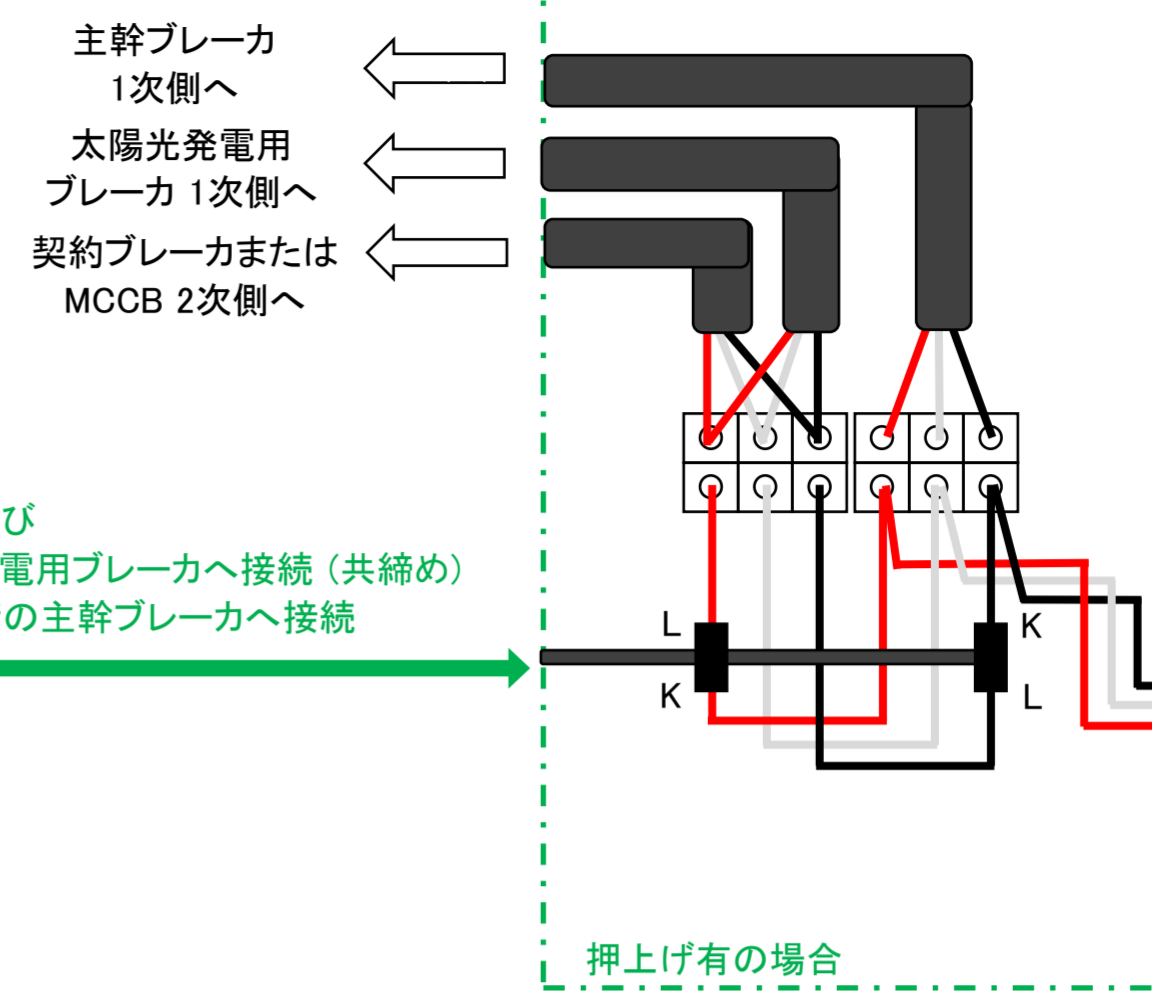 主幹ブレーカ
1次側へ
太陽光発電用
ブレーカ 1次側へ
契約ブレーカまたは
MCCB 2次側へ
び
電用ブレーカへ接続（共締め）
の主幹ブレーカへ接続
L
K
K
L
押上げ有の場合